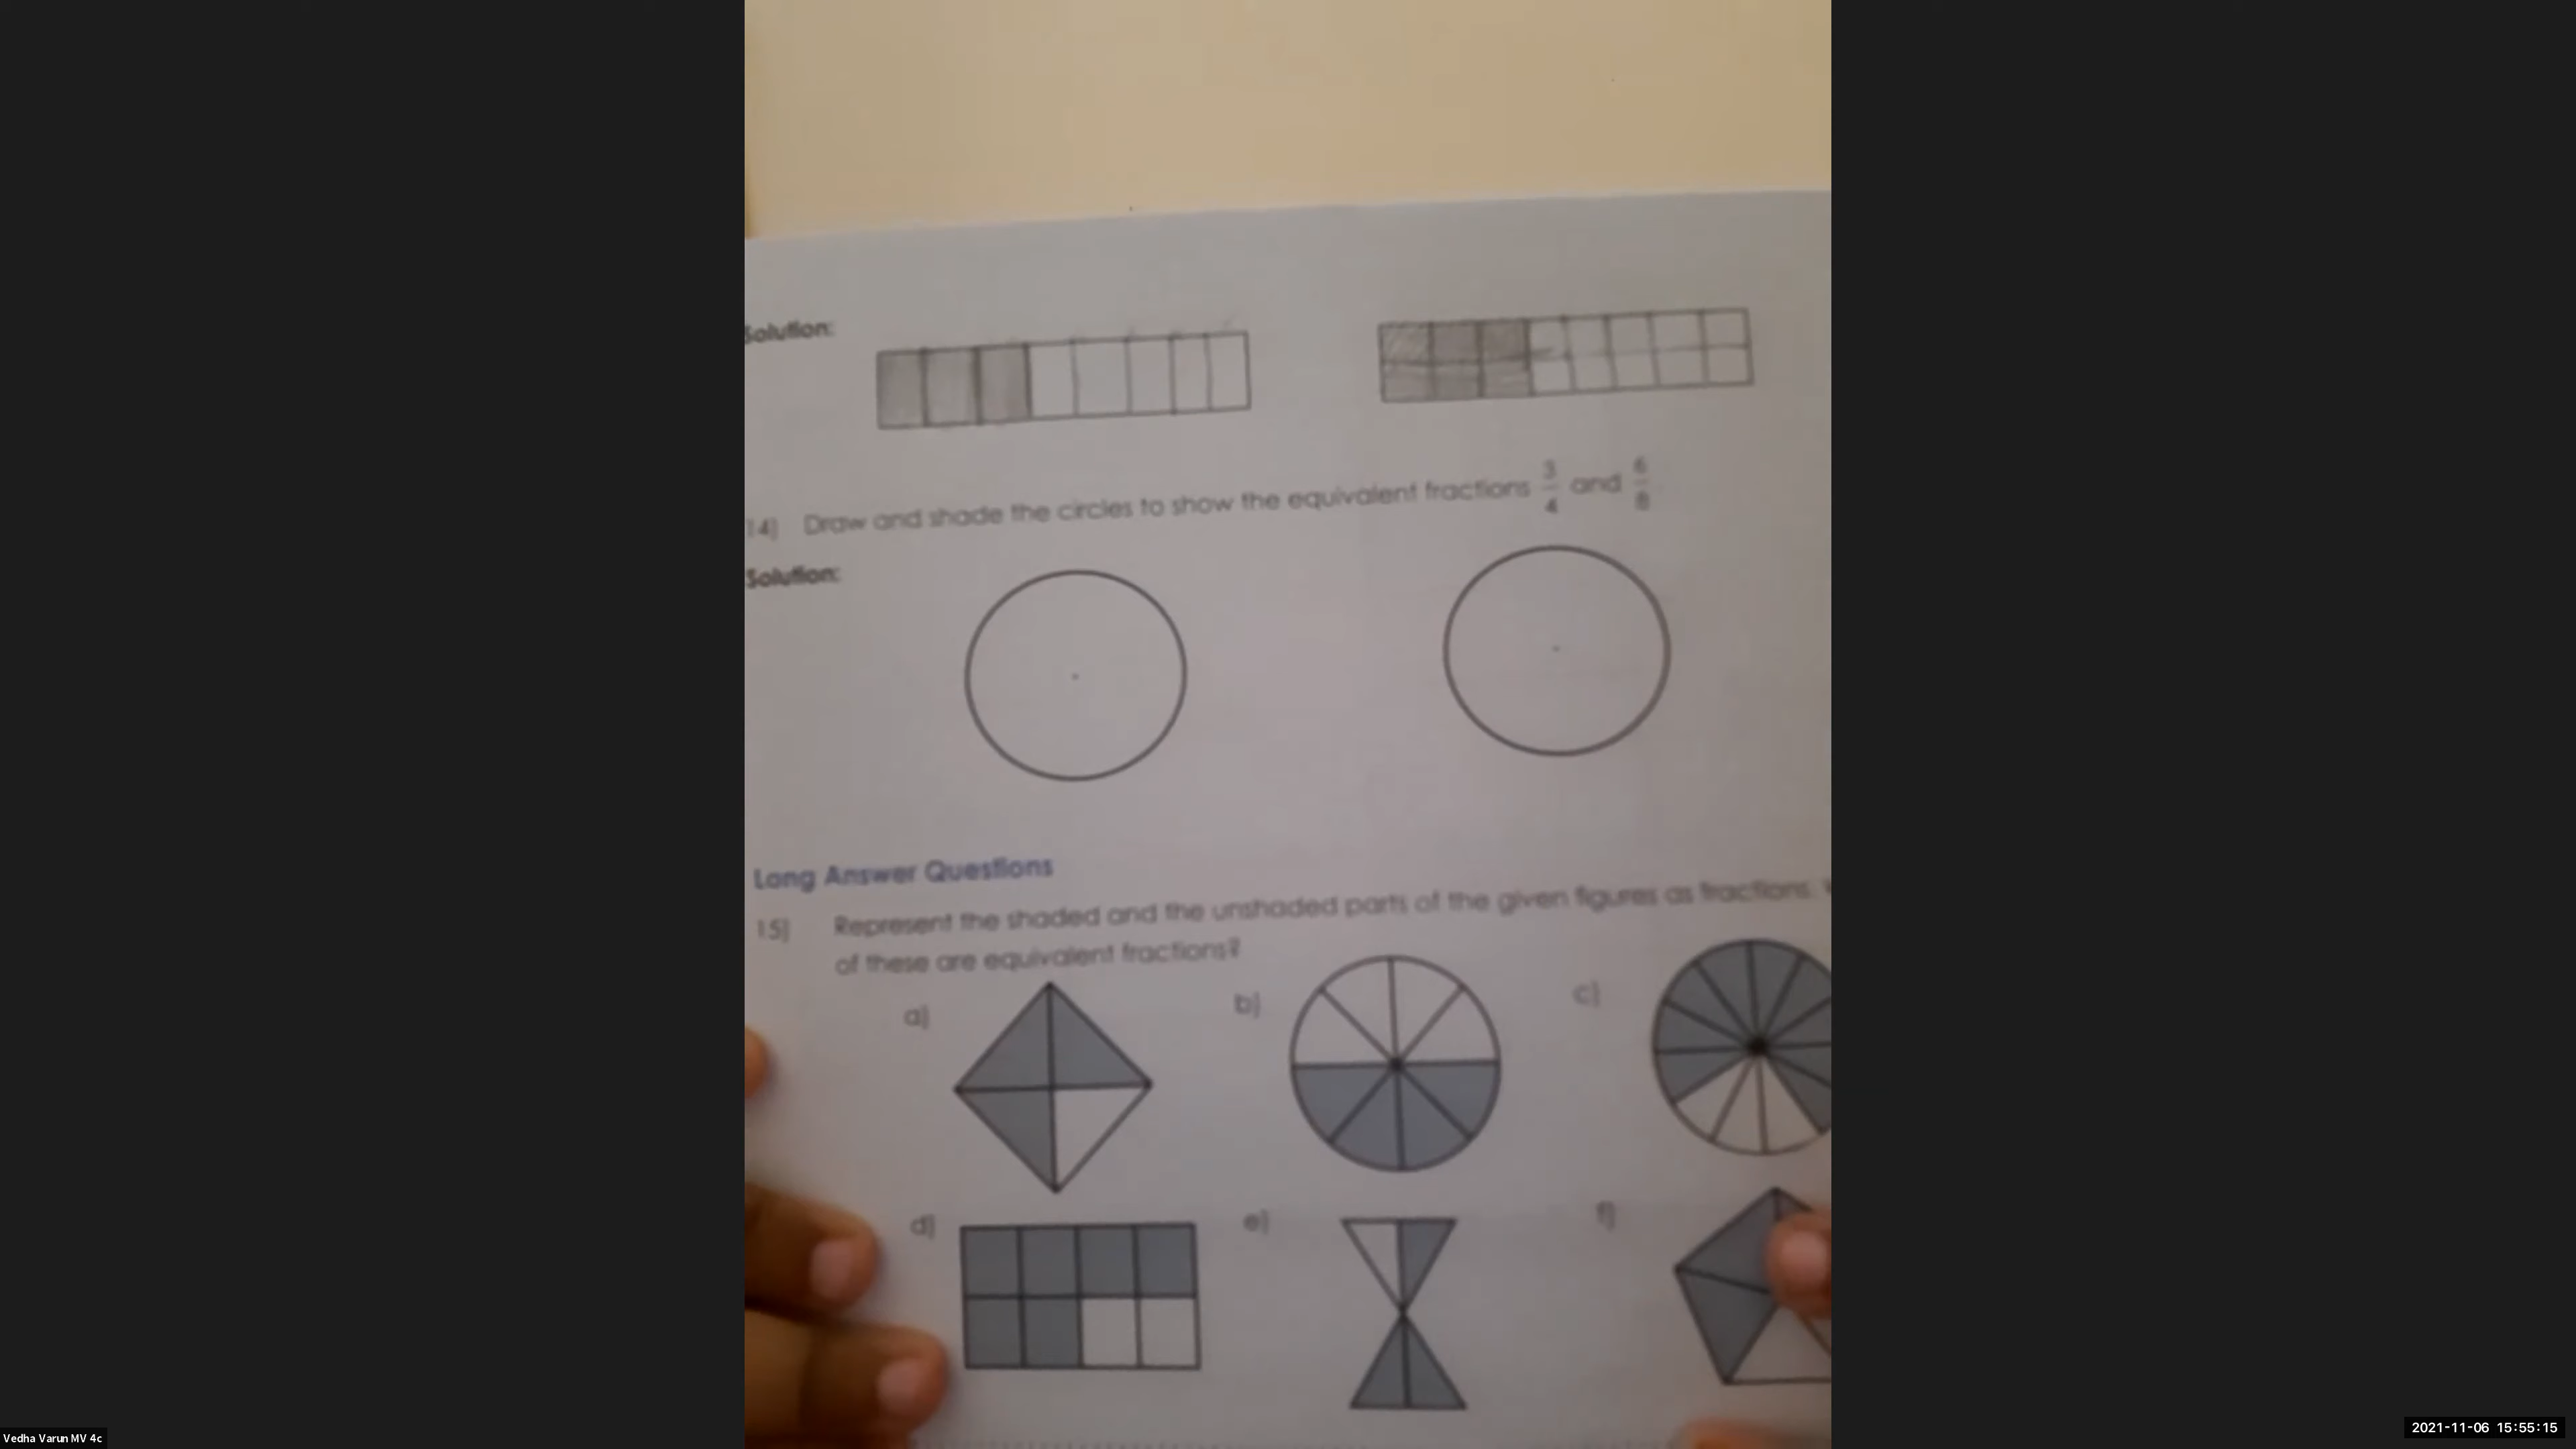 Solution:
14] Draw and shade the circles to show the equivalent fractions 3/4 and 6/8
Solution:
Long Answer Questions
15] Represent the shaded and the unshaded parts of the given figures as fractions.
of these are equivalent fractions?
a]
b]
c]
d]
e]
f]
Vedha Varun MV 4c
2021-11-06 15:55:15